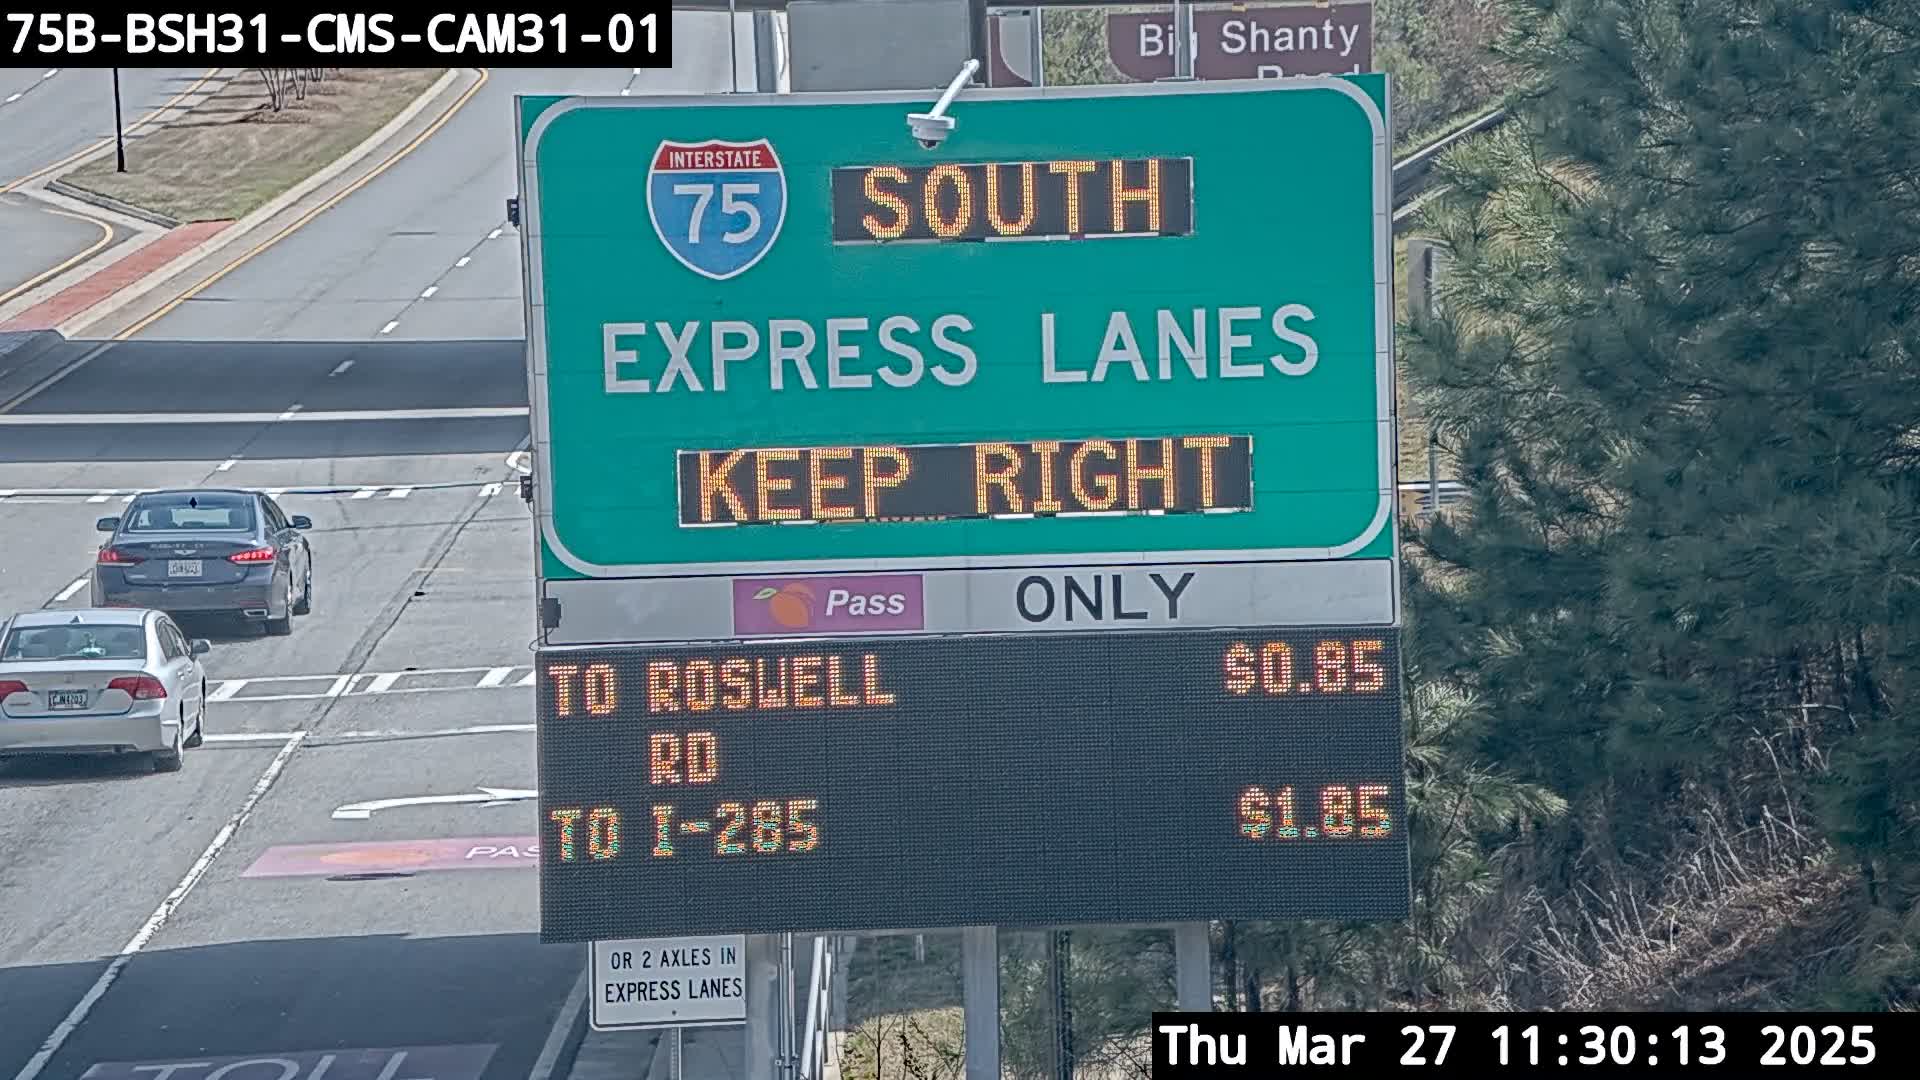 75B-BSH31-CMS-CAM31-01
Big Shanty
Road
INTERSTATE
75
SOUTH
EXPRESS LANES
KEEP RIGHT
Pass ONLY
TO ROSWELL $0.85
RD
TO I-285 $1.85
PAS
OR 2 AXLES IN
EXPRESS LANES
TOLL
Thu Mar 27 11:30:13 2025